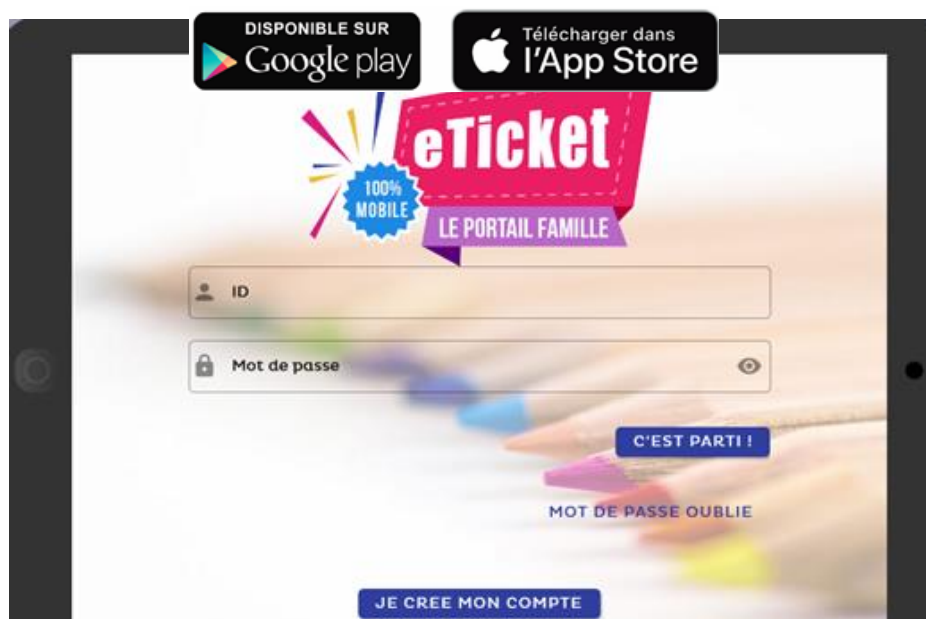 DISPONIBLE SUR
Google play
Télécharger dans
l'App Store
eTicket
100%
MOBILE
LE PORTAIL FAMILLE
ID
Mot de passe
C'EST PARTI !
MOT DE PASSE OUBLIE
JE CREE MON COMPTE